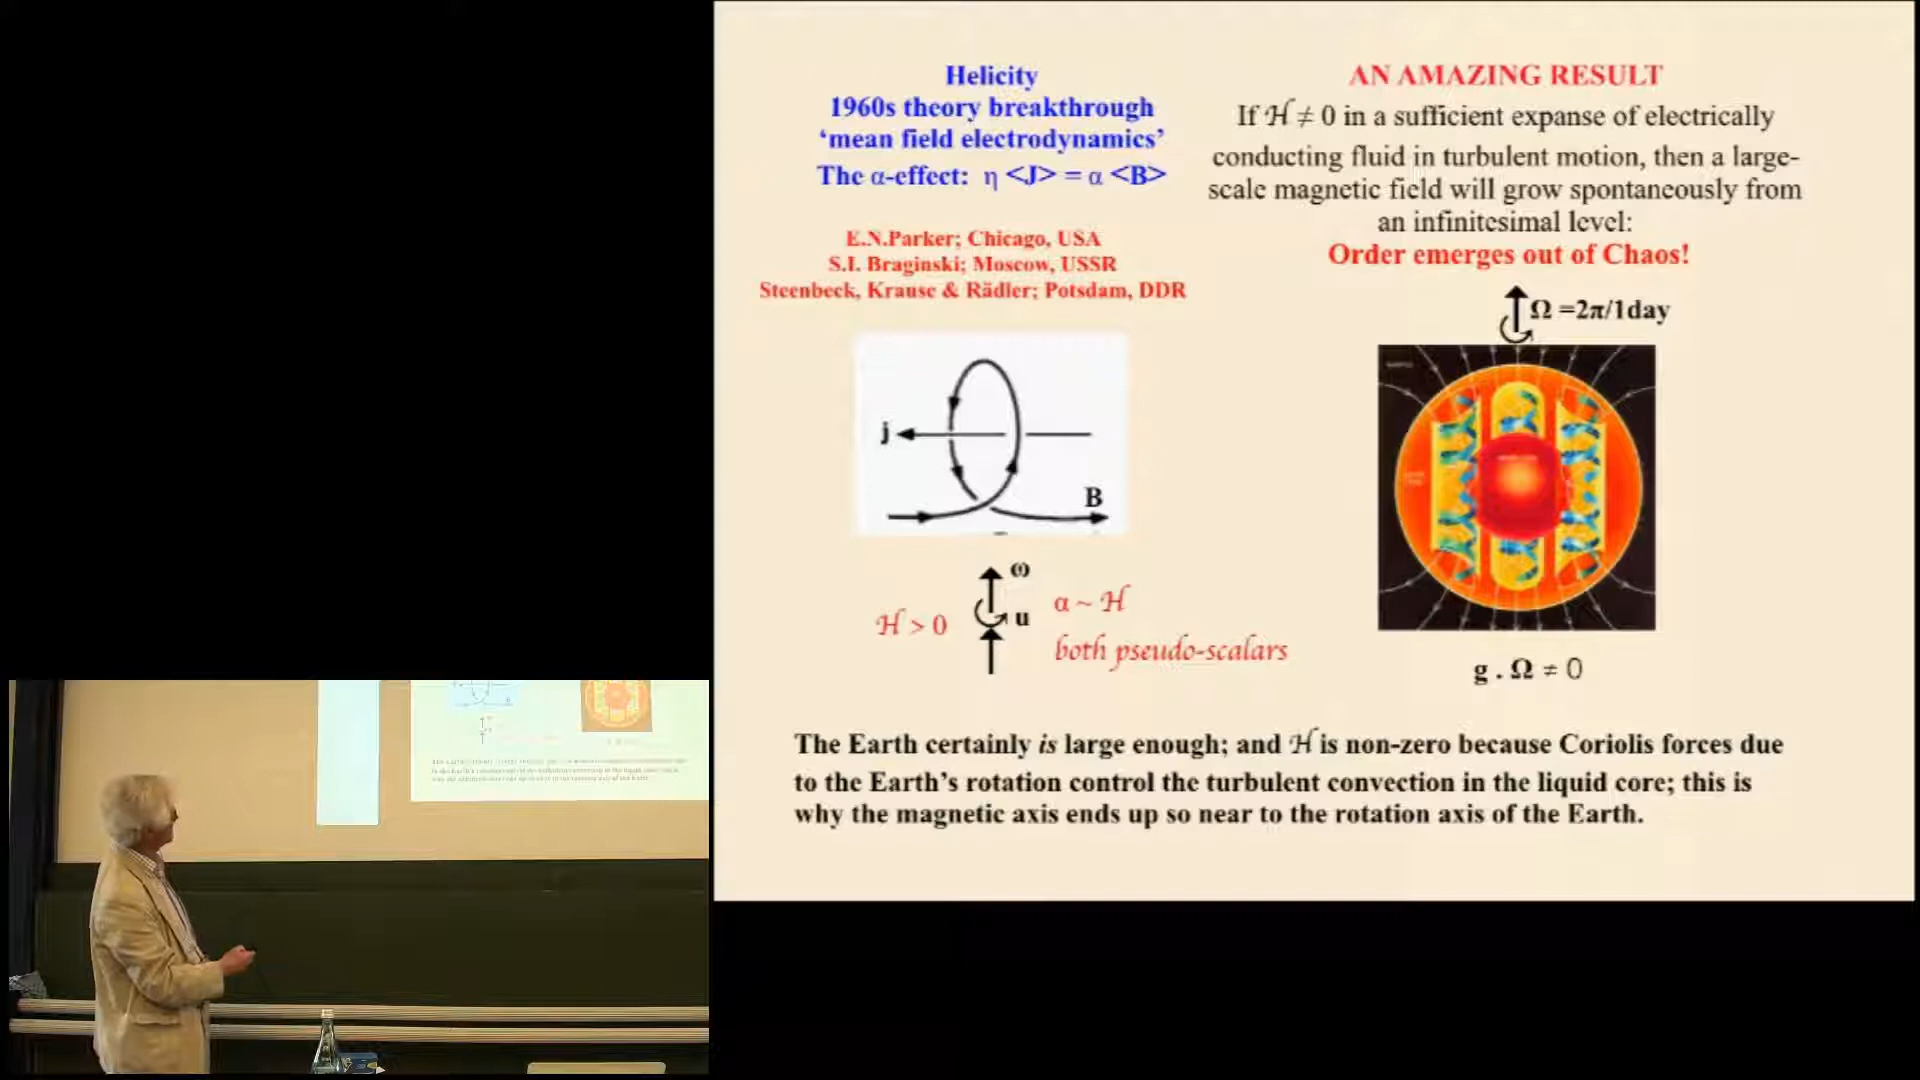 Helicity
1960s theory breakthrough
‘mean field electrodynamics’
The α-effect: η <J> = α <B>
E.N.Parker; Chicago, USA
S.I. Braginski; Moscow, USSR
Steenbeck, Krause & Rädler; Potsdam, DDR
j
B
ω
u
ℋ > 0
α ~ ℋ
both pseudo-scalars
AN AMAZING RESULT
If ℋ ≠ 0 in a sufficient expanse of electrically
conducting fluid in turbulent motion, then a large-
scale magnetic field will grow spontaneously from
an infinitesimal level:
Order emerges out of Chaos!
Ω =2π/1day
g . Ω ≠ 0
The Earth certainly is large enough; and ℋ is non-zero because Coriolis forces due
to the Earth’s rotation control the turbulent convection in the liquid core; this is
why the magnetic axis ends up so near to the rotation axis of the Earth.